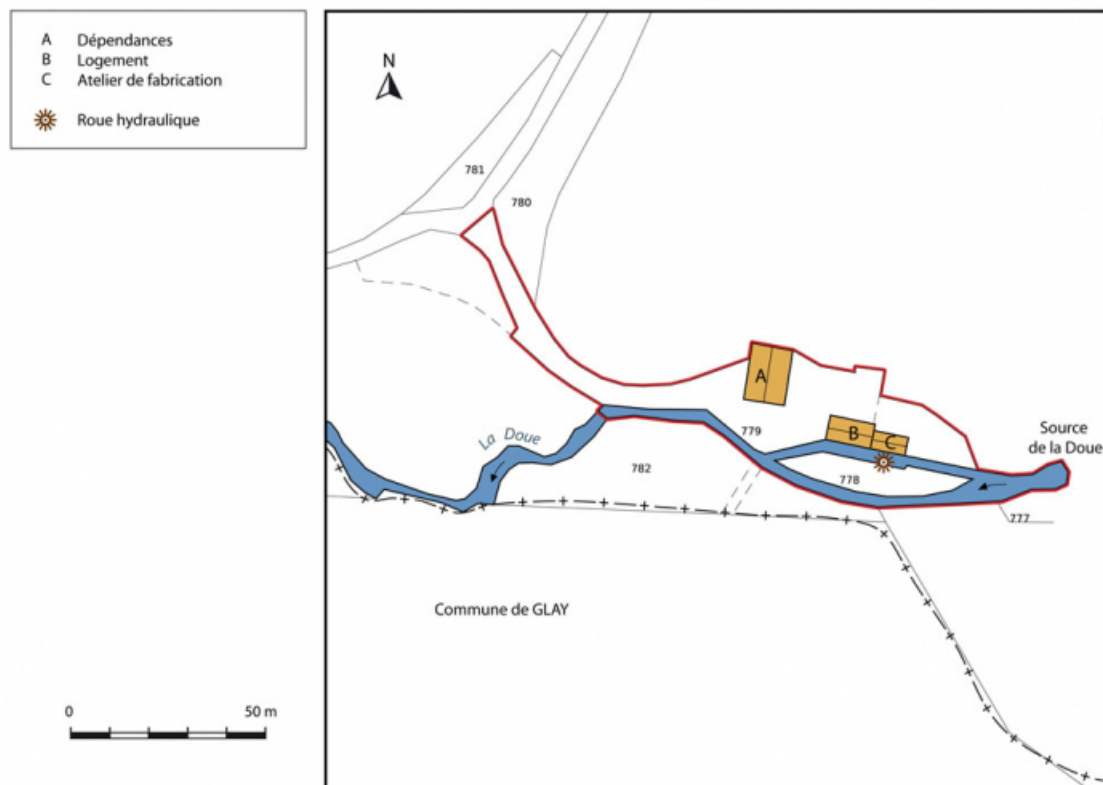 A Dépendances
B Logement
C Atelier de fabrication
Roue hydraulique
N
781
780
A
B
C
Source
de la Doue
La Doue
779
782
778
777
Commune de GLAY
0 50 m